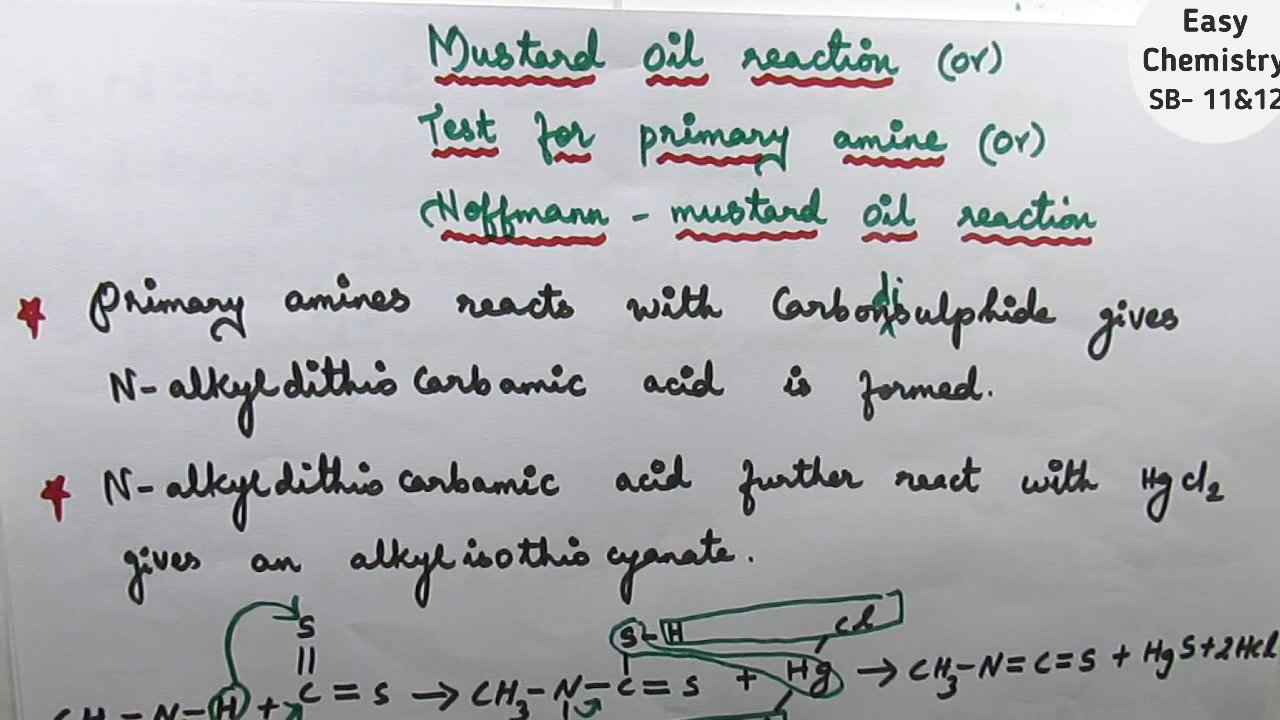 Easy
Chemistry
SB- 11&12
Mustard oil reaction (or)
Test for primary amine (or)
Hoffmann - mustard oil reaction
Primary amines reacts with Carbondisulphide gives
N-alkyldithiocarbamic acid is formed.
N-alkyldithiocarbamic acid further react with HgCl2
gives an alkylisothiocyanate.
S
S-H Cl
CH3-N=C=S + HgS+2HCl
C=S → CH3-N-C=S + Hg →
-N-H +